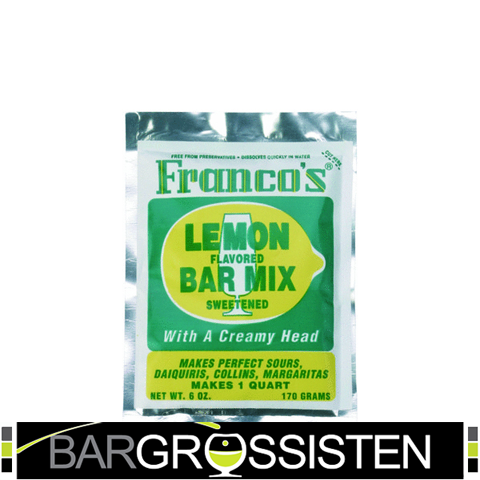 FREE FROM PRESERVATIVES • DISSOLVES QUICKLY IN WATER
Franco's®
LEMON
FLAVORED
BAR MIX
SWEETENED
With A Creamy Head
MAKES PERFECT SOURS,
DAIQUIRIS, COLLINS, MARGARITAS
MAKES 1 QUART
NET WT. 6 OZ. 170 GRAMS
BARGROSSISTEN